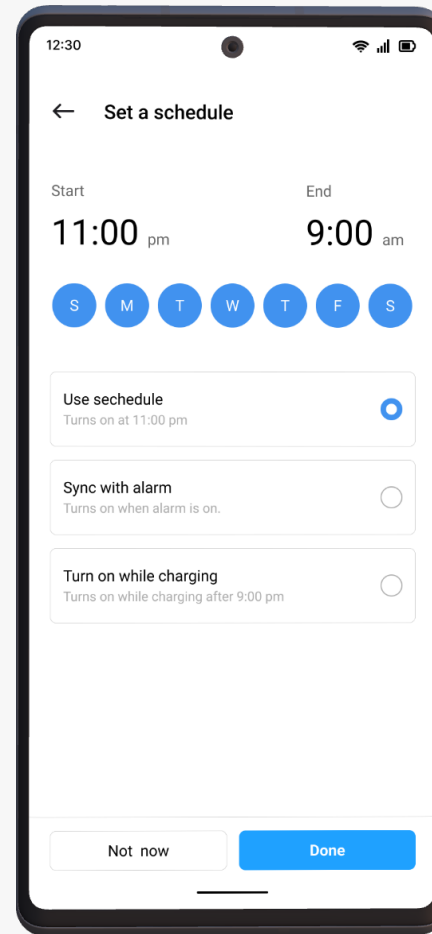 12:30
Set a schedule
Start End
11:00 pm 9:00 am
S M T W T F S
Use sechedule
Turns on at 11:00 pm
Sync with alarm
Turns on when alarm is on.
Turn on while charging
Turns on while charging after 9:00 pm
Not now Done